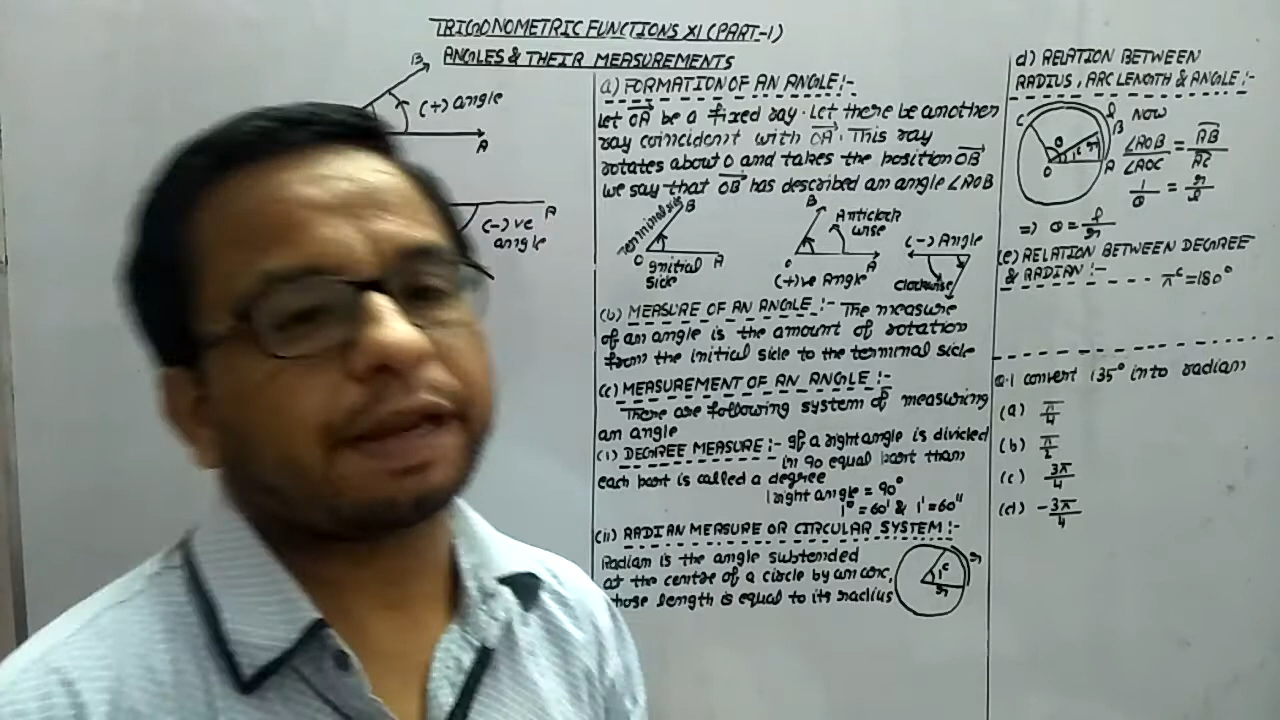 TRIGONOMETRIC FUNCTIONS XI (PART-1)
ANGLES & THEIR MEASUREMENTS
B
(+) angle
A
A
(-)ve
angle
a) FORMATION OF AN ANGLE:-
Let OA be a fixed ray. Let there be another
ray coincident with OA. This ray
rotates about O and takes the position OB
we say that OB has described an angle ∠AOB
Terminal side
B
O
A
Initial
Side
B
Anticlock
wise
O
A
(+)ve Angle
(-) Angle
Clockwise
(b) MEASURE OF AN ANGLE:- The measure
of an angle is the amount of rotation
from the initial side to the terminal side
(c) MEASUREMENT OF AN ANGLE:-
There are following system of measuring
an angle
(i) DEGREE MEASURE:- If a right angle is divided
in 90 equal part than
each part is called a degree
1 right angle = 90°
1° = 60' & 1' = 60"
(ii) RADIAN MEASURE OR CIRCULAR SYSTEM:-
Radian is the angle subtended
at the centre of a circle by an arc,
hose length is equal to its radius
1ᶜ
r
r
d) RELATION BETWEEN
RADIUS, ARC LENGTH & ANGLE:-
C
θ
1ᶜ
r
O
l
B
A
NOW
∠AOB/∠AOC = AB/AC
1/θ = r/l
=> θ = l/r
(e) RELATION BETWEEN DEGREE
& RADIAN:- πᶜ = 180°
Q.1 convert 135° into radian
(a) π/4
(b) π/2
(c) 3π/4
(d) -3π/4